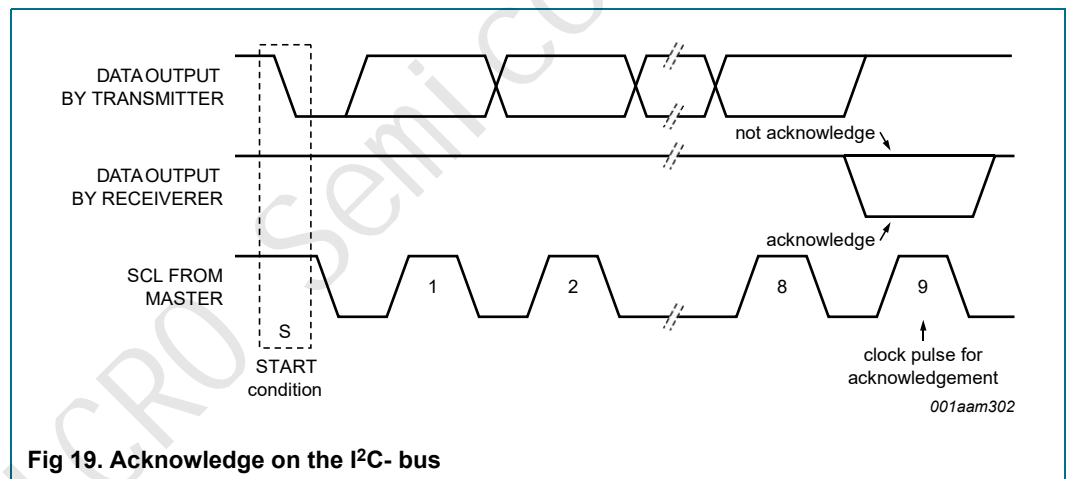 DATA OUTPUT
BY TRANSMITTER
not acknowledge
DATA OUTPUT
BY RECEIVERER
acknowledge
SCL FROM
MASTER
1
2
8
9
S
START
condition
clock pulse for
acknowledgement
001aam302
Fig 19. Acknowledge on the I²C- bus